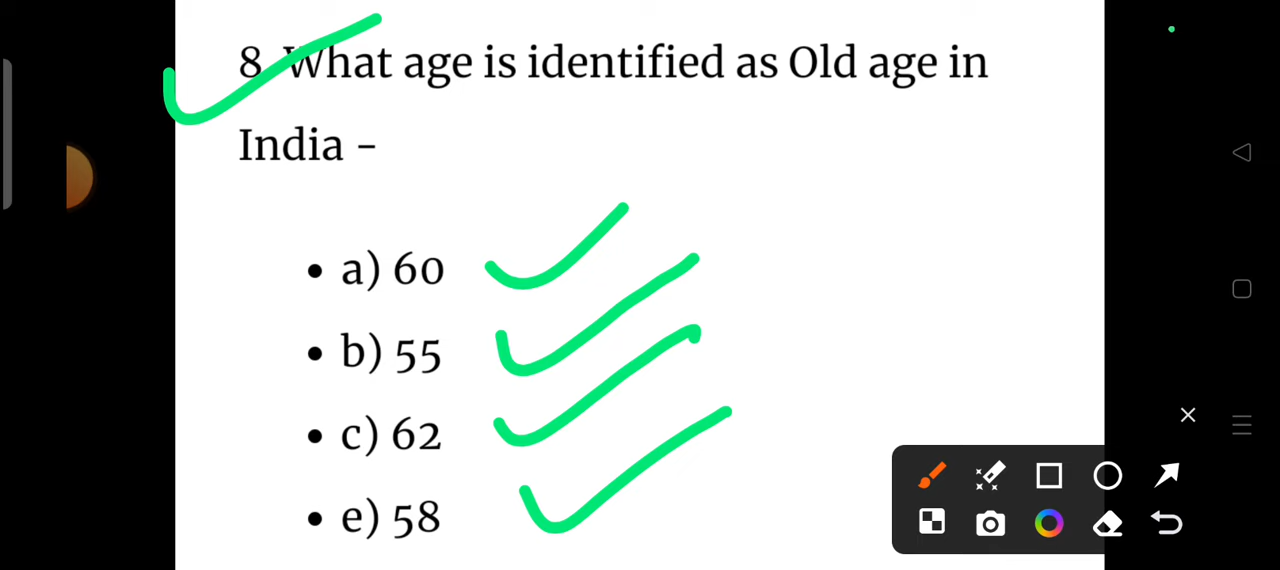 8. What age is identified as Old age in
India -
• a) 60
• b) 55
• c) 62
• e) 58